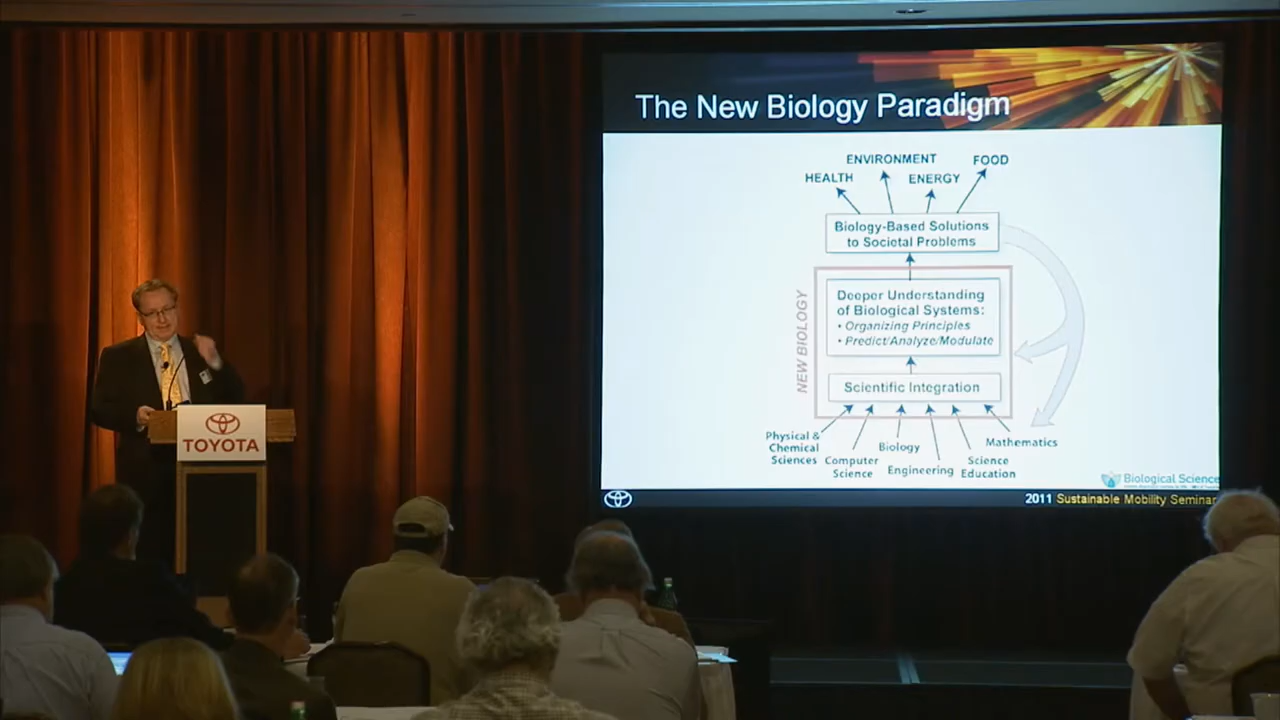 The New Biology Paradigm
ENVIRONMENT
FOOD
HEALTH
ENERGY
Biology-Based Solutions
to Societal Problems
NEW BIOLOGY
Deeper Understanding
of Biological Systems:
• Organizing Principles
• Predict/Analyze/Modulate
Scientific Integration
Physical &
Chemical
Sciences
Computer
Science
Biology
Engineering
Science
Education
Mathematics
Biological Science
2011 Sustainable Mobility Seminar
TOYOTA